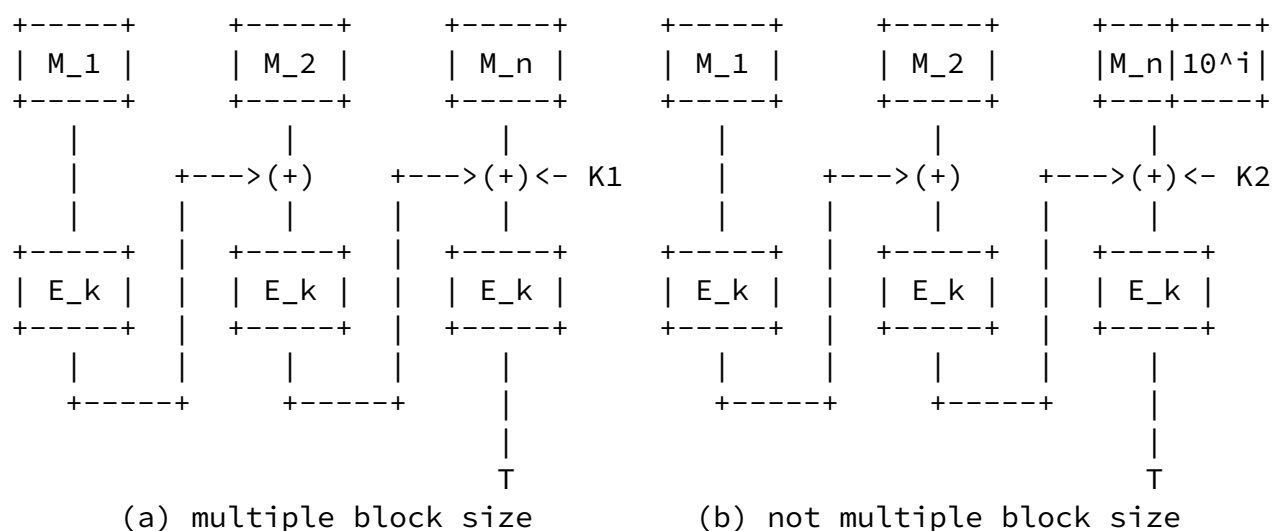 +-----+     +-----+     +-----+     +-----+     +-----+     +---+----+
| M_1 |     | M_2 |     | M_n |     | M_1 |     | M_2 |     |M_n|10^i|
+-----+     +-----+     +-----+     +-----+     +-----+     +---+----+
   |           |           |           |           |           |
   |     +--->(+)    +--->(+)<- K1     |     +--->(+)    +--->(+)<- K2
   |     |     |     |     |           |     |     |     |     |
+-----+  |  +-----+  |  +-----+     +-----+  |  +-----+  |  +-----+
| E_k |  |  | E_k |  |  | E_k |     | E_k |  |  | E_k |  |  | E_k |
+-----+  |  +-----+  |  +-----+     +-----+  |  +-----+  |  +-----+
   |     |     |     |     |           |     |     |     |     |
   +-----+     +-----+     |           +-----+     +-----+     |
                           |                                   |
                           T                                   T
      (a) multiple block size         (b) not multiple block size